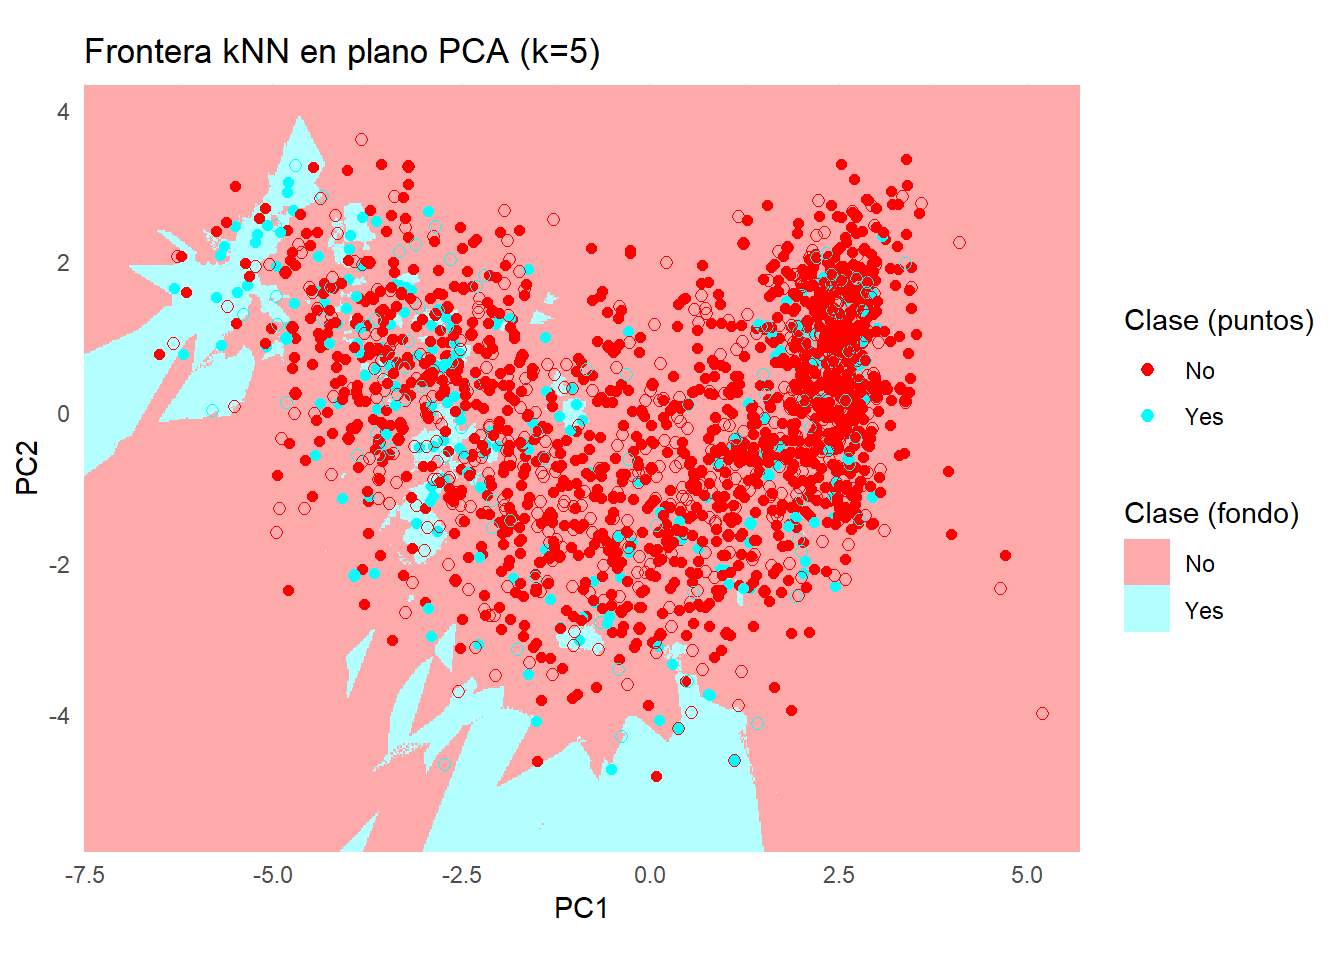 Frontera kNN en plano PCA (k=5)
4
2
0
-2
-4
PC2
-7.5
-5.0
-2.5
0.0
2.5
5.0
PC1
Clase (puntos)
No
Yes
Clase (fondo)
No
Yes